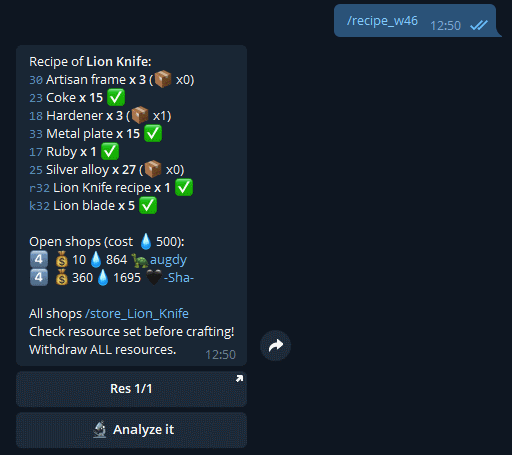 /recipe_w46
12:50
Recipe of Lion Knife:
30 Artisan frame x 3 (📦 x0)
23 Coke x 15 ✅
18 Hardener x 3 (📦 x1)
33 Metal plate x 15 ✅
17 Ruby x 1 ✅
25 Silver alloy x 27 (📦 x0)
r32 Lion Knife recipe x 1 ✅
k32 Lion blade x 5 ✅
Open shops (cost 💧500):
4️⃣ 💰10💧864 🐢augdy
4️⃣ 💰360💧1695 🖤-Sha-
All shops /store_Lion_Knife
Check resource set before crafting!
Withdraw ALL resources.
12:50
Res 1/1
🔬 Analyze it